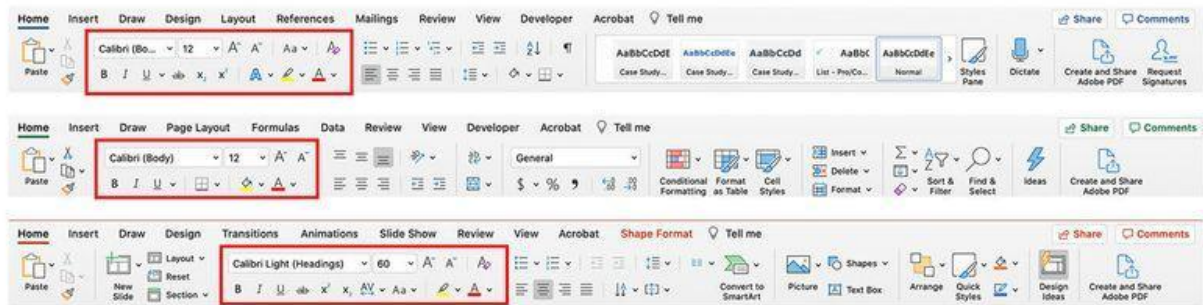 Home Insert Draw Design Layout References Mailings Review View Developer Acrobat Tell me Share Comments
Paste
Calibri (Bo... 12 A A Aa A
B I U ab x x A A
AaBbCcDdE AaBbCcDdEe AaBbCcDd AaBbC AaBbCcDdEe
Case Study... Case Study... Case Study... List - Pro/Co... Normal
Styles
Pane
Dictate
Create and Share
Adobe PDF
Request
Signatures
Home Insert Draw Page Layout Formulas Data Review View Developer Acrobat Tell me Share Comments
Paste
Calibri (Body) 12 A A
B I U A
General
$ % 9
Conditional
Formatting
Format
as Table
Cell
Styles
Insert
Delete
Format
Sort &
Filter
Find &
Select
Ideas
Create and Share
Adobe PDF
Home Insert Draw Design Transitions Animations Slide Show Review View Acrobat Shape Format Tell me Share Comments
Paste
New
Slide
Layout
Reset
Section
Calibri Light (Headings) 60 A A A
B I U ab x x AV Aa A
Convert to
SmartArt
Picture
Shapes
Text Box
Arrange
Quick
Styles
Design
Ideas
Create and Share
Adobe PDF